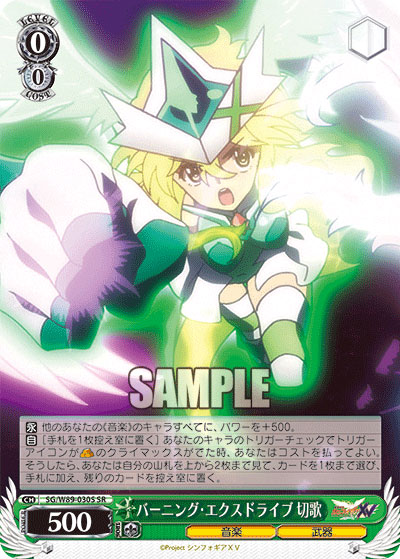 LEVEL
0
0
COST
SAMPLE
永 他のあなたの《音楽》のキャラすべてに、パワーを+500。
自 [手札を1枚控え室に置く] あなたのキャラのトリガーチェックでトリガー
アイコンが のクライマックスがでた時、あなたはコストを払ってよい。
そうしたら、あなたは自分の山札を上から2枚まで見て、カードを1枚まで選び、
手札に加え、残りのカードを控え室に置く。
CH SG/W89-030S SR
バーニング・エクスドライブ 切歌
500
音楽
武器
©Project シンフォギアXV